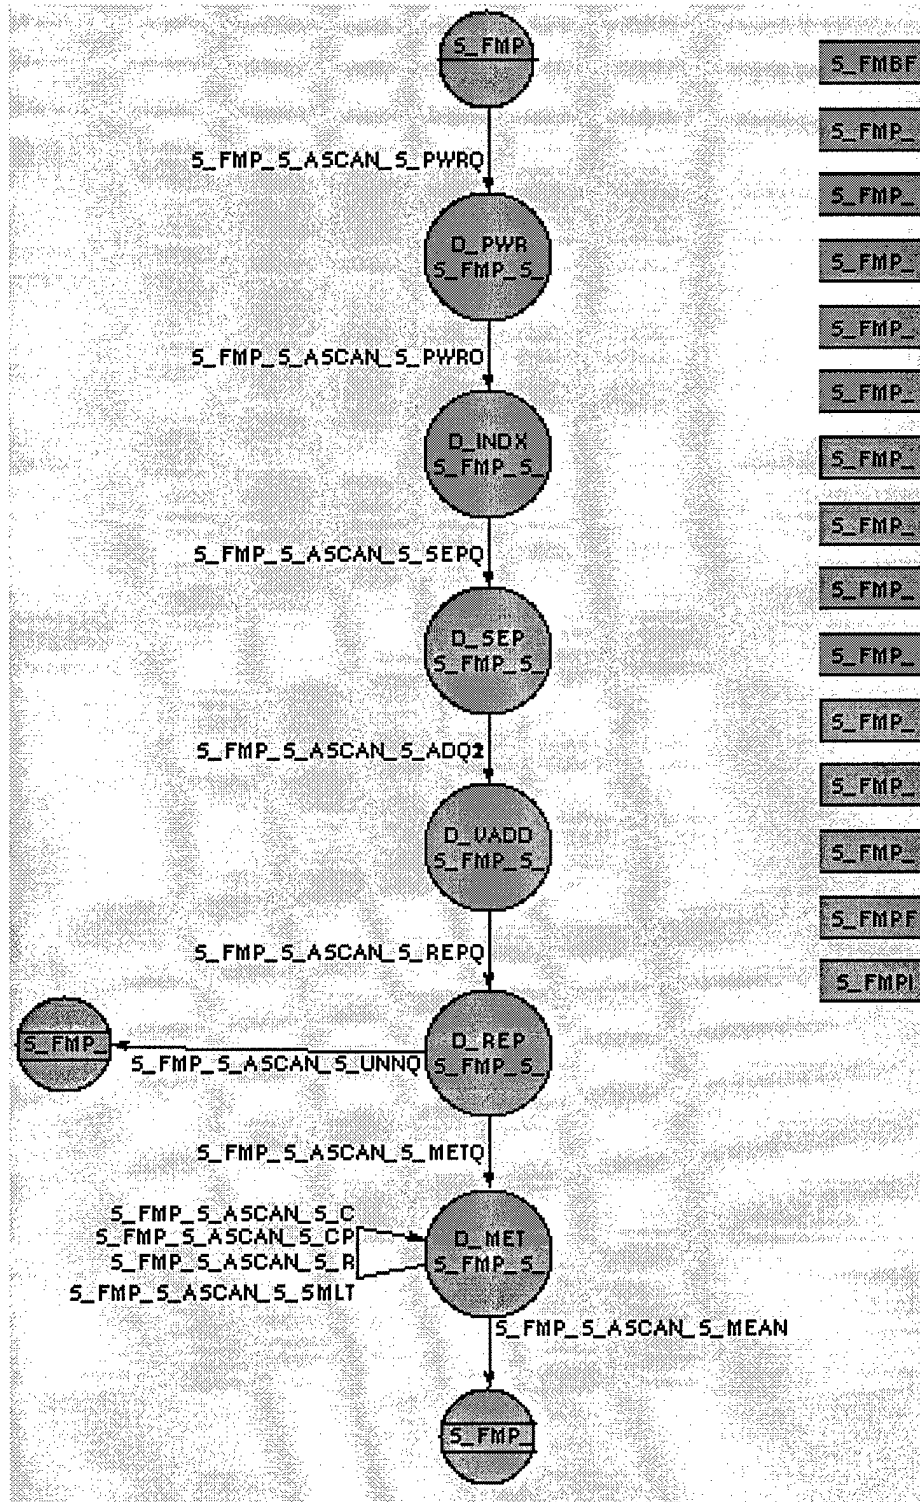 S_FMP
S_FMP_S_ASCAN_S_PWRQ
D_PWR
S_FMP_S_
S_FMP_S_ASCAN_S_PWRO
D_INDX
S_FMP_S_
S_FMP_S_ASCAN_S_SEPQ
D_SEP
S_FMP_S_
S_FMP_S_ASCAN_S_ADQ2
D_VADD
S_FMP_S_
S_FMP_S_ASCAN_S_REPQ
D_REP
S_FMP_S_
S_FMP_
S_FMP_S_ASCAN_S_UNNQ
S_FMP_S_ASCAN_S_METQ
S_FMP_S_ASCAN_S_C
S_FMP_S_ASCAN_S_CP
S_FMP_S_ASCAN_S_R
S_FMP_S_ASCAN_S_SMLT
D_MET
S_FMP_S_
S_FMP_S_ASCAN_S_MEAN
S_FMP_
S_FMBF
S_FMP_
S_FMP_
S_FMP_
S_FMP_
S_FMP_
S_FMP_
S_FMP_
S_FMP_
S_FMP_
S_FMP_
S_FMP_
S_FMP_
S_FMPF
S_FMPI